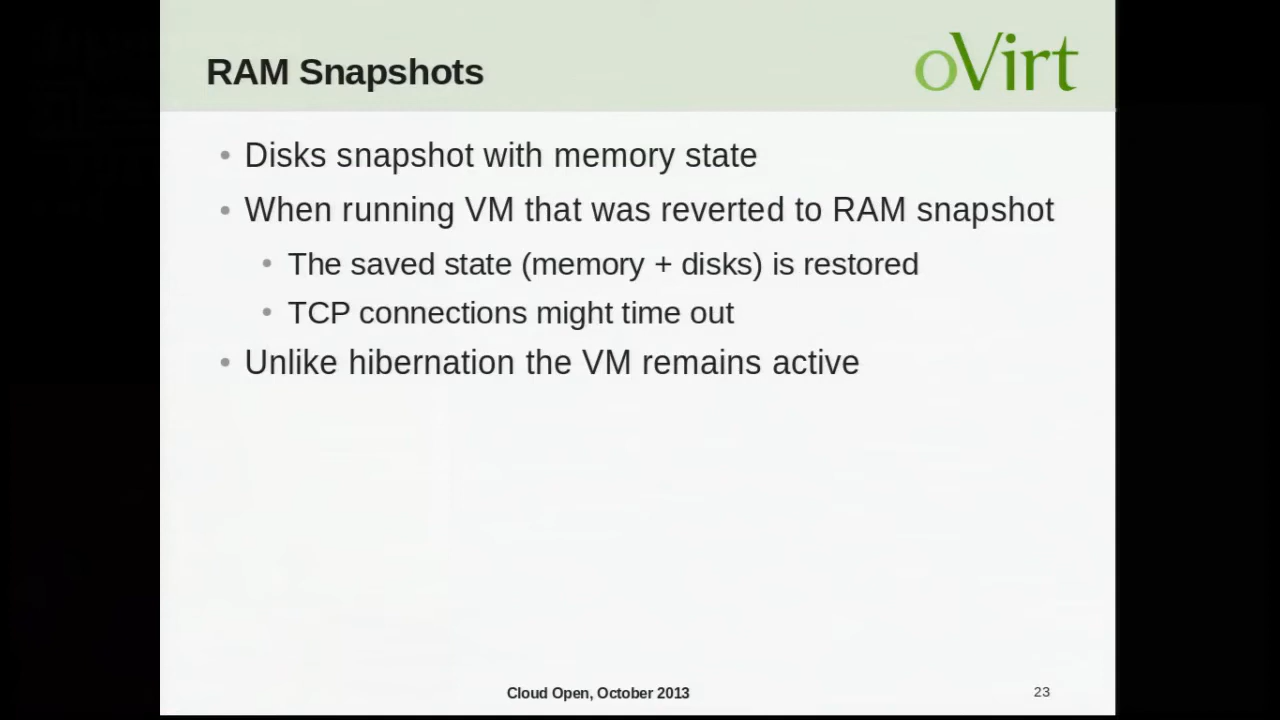 RAM Snapshots
oVirt
Disks snapshot with memory state
When running VM that was reverted to RAM snapshot
The saved state (memory + disks) is restored
TCP connections might time out
Unlike hibernation the VM remains active
Cloud Open, October 2013
23